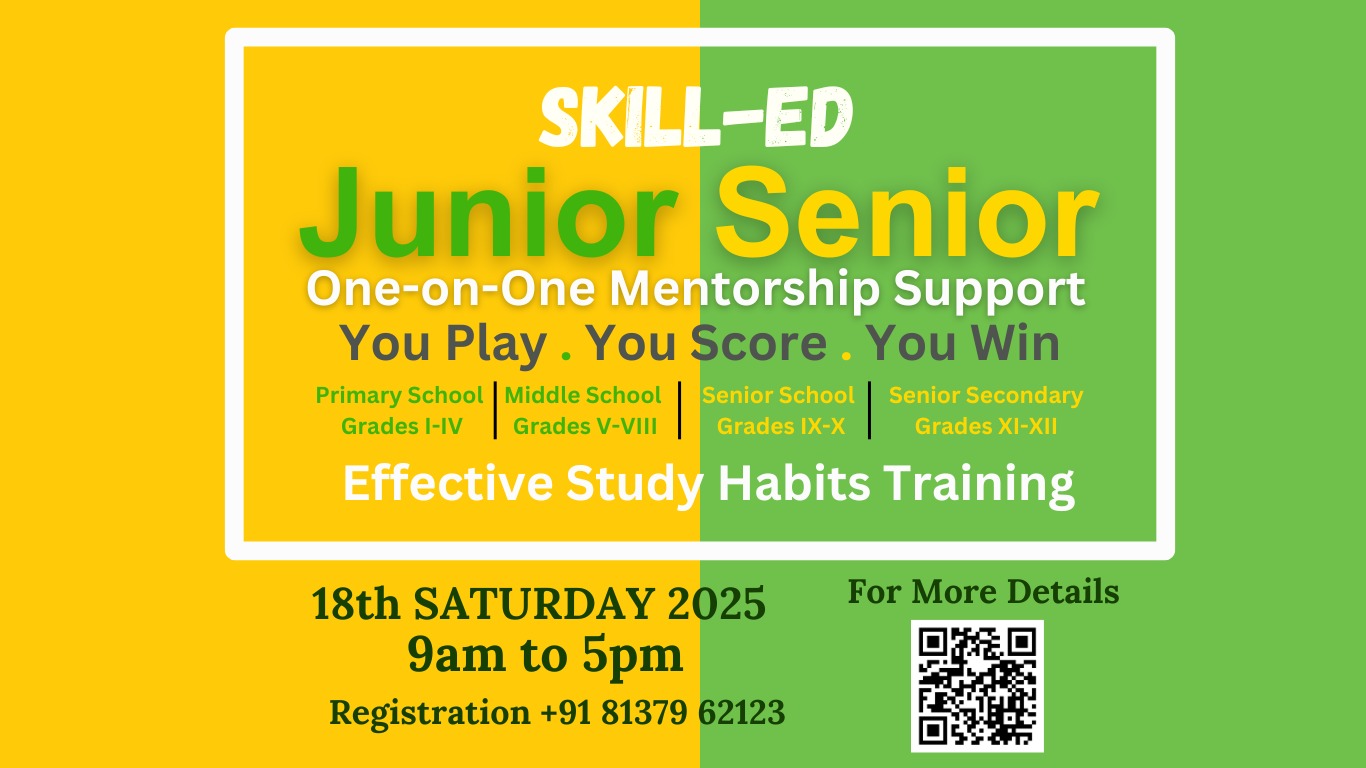 SKILL-ED
Junior Senior
One-on-One Mentorship Support
You Play . You Score . You Win
Primary School | Middle School | Senior School | Senior Secondary
Grades I-IV | Grades V-VIII | Grades IX-X | Grades XI-XII
Effective Study Habits Training
18th SATURDAY 2025
9am to 5pm
Registration +91 81379 62123
For More Details